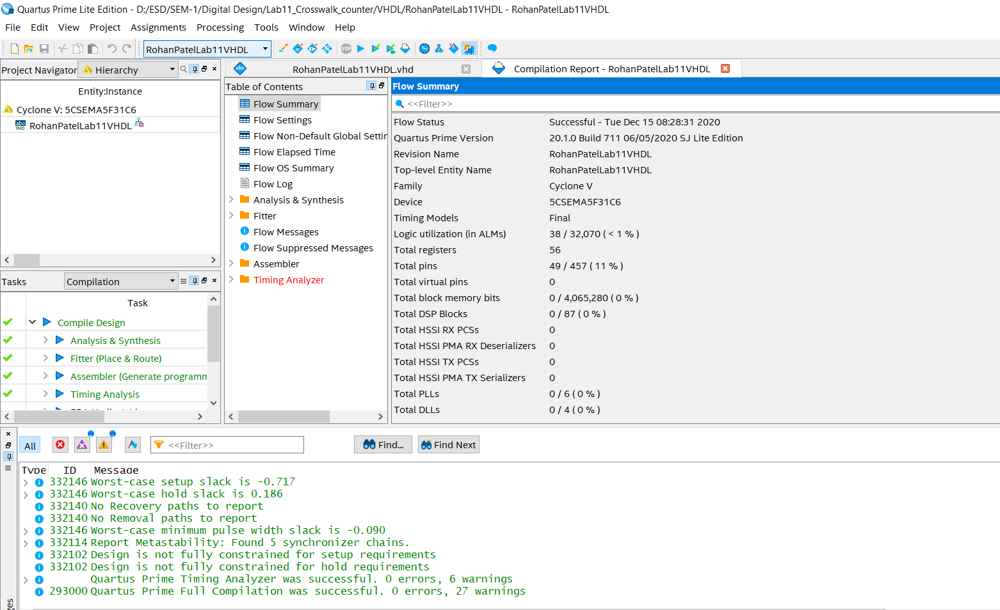 Quartus Prime Lite Edition - D:/ESD/SEM-1/Digital Design/Lab11_Crosswalk_counter/VHDL/RohanPatelLab11VHDL - RohanPatelLab11VHDL
File Edit View Project Assignments Processing Tools Window Help
RohanPatelLab11VHDL
STOP
Project Navigator Hierarchy
Entity:Instance
Cyclone V: 5CSEMA5F31C6
abc
VHD
RohanPatelLab11VHDL
Tasks Compilation
Task
Compile Design
Analysis & Synthesis
Fitter (Place & Route)
Assembler (Generate programm
Timing Analysis
abc
RohanPatelLab11VHDL.vhd
Compilation Report - RohanPatelLab11VHDL
Table of Contents
Flow Summary
Flow Settings
Flow Non-Default Global Settin
Flow Elapsed Time
Flow OS Summary
Flow Log
Analysis & Synthesis
Fitter
Flow Messages
Flow Suppressed Messages
Assembler
Timing Analyzer
Flow Summary
<<Filter>>
Flow Status Successful - Tue Dec 15 08:28:31 2020
Quartus Prime Version 20.1.0 Build 711 06/05/2020 SJ Lite Edition
Revision Name RohanPatelLab11VHDL
Top-level Entity Name RohanPatelLab11VHDL
Family Cyclone V
Device 5CSEMA5F31C6
Timing Models Final
Logic utilization (in ALMs) 38 / 32,070 ( < 1 % )
Total registers 56
Total pins 49 / 457 ( 11 % )
Total virtual pins 0
Total block memory bits 0 / 4,065,280 ( 0 % )
Total DSP Blocks 0 / 87 ( 0 % )
Total HSSI RX PCSs 0
Total HSSI PMA RX Deserializers 0
Total HSSI TX PCSs 0
Total HSSI PMA TX Serializers 0
Total PLLs 0 / 6 ( 0 % )
Total DLLs 0 / 4 ( 0 % )
All <<Filter>> Find... Find Next
Type ID Message
332146 Worst-case setup slack is -0.717
332146 Worst-case hold slack is 0.186
332140 No Recovery paths to report
332140 No Removal paths to report
332146 Worst-case minimum pulse width slack is -0.090
332114 Report Metastability: Found 5 synchronizer chains.
332102 Design is not fully constrained for setup requirements
332102 Design is not fully constrained for hold requirements
Quartus Prime Timing Analyzer was successful. 0 errors, 6 warnings
293000 Quartus Prime Full Compilation was successful. 0 errors, 27 warnings